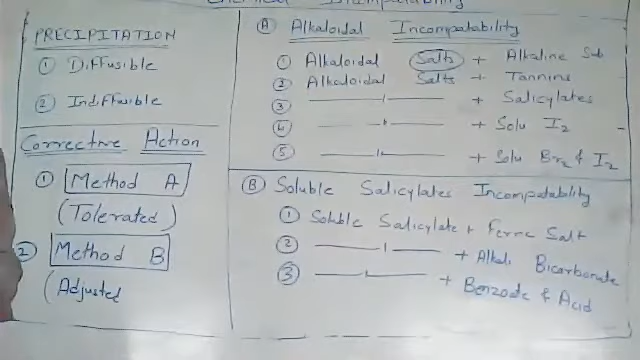 Chemical Incompatability
PRECIPITATION
① Diffusible
② Indiffusible
Corrective Action
① Method A
(Tolerated)
② Method B
(Adjusted
Ⓐ Alkaloidal Incompatability
① Alkaloidal Salts + Alkaline Sub
② Alkaloidal Salts + Tannins
③ —— " —— + Salicylates
④ —— " —— + Solu I₂
⑤ —— " —— + Solu Br₂ & I₂
Ⓑ Soluble Salicylates Incompatability
① Soluble Salicylate + Ferric Salt
② —— " —— + Alkali Bicarbonate
③ —— " —— + Benzoate & Acid